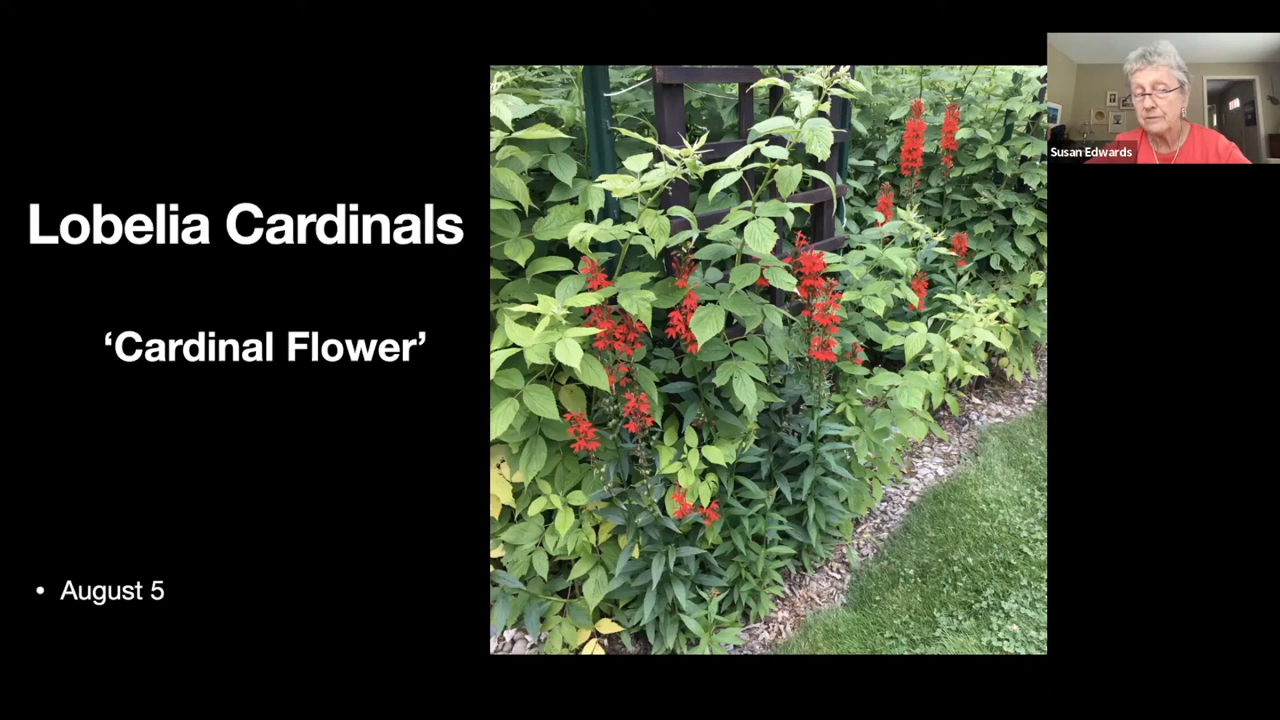 Lobelia Cardinals
‘Cardinal Flower’
• August 5
Susan Edwards